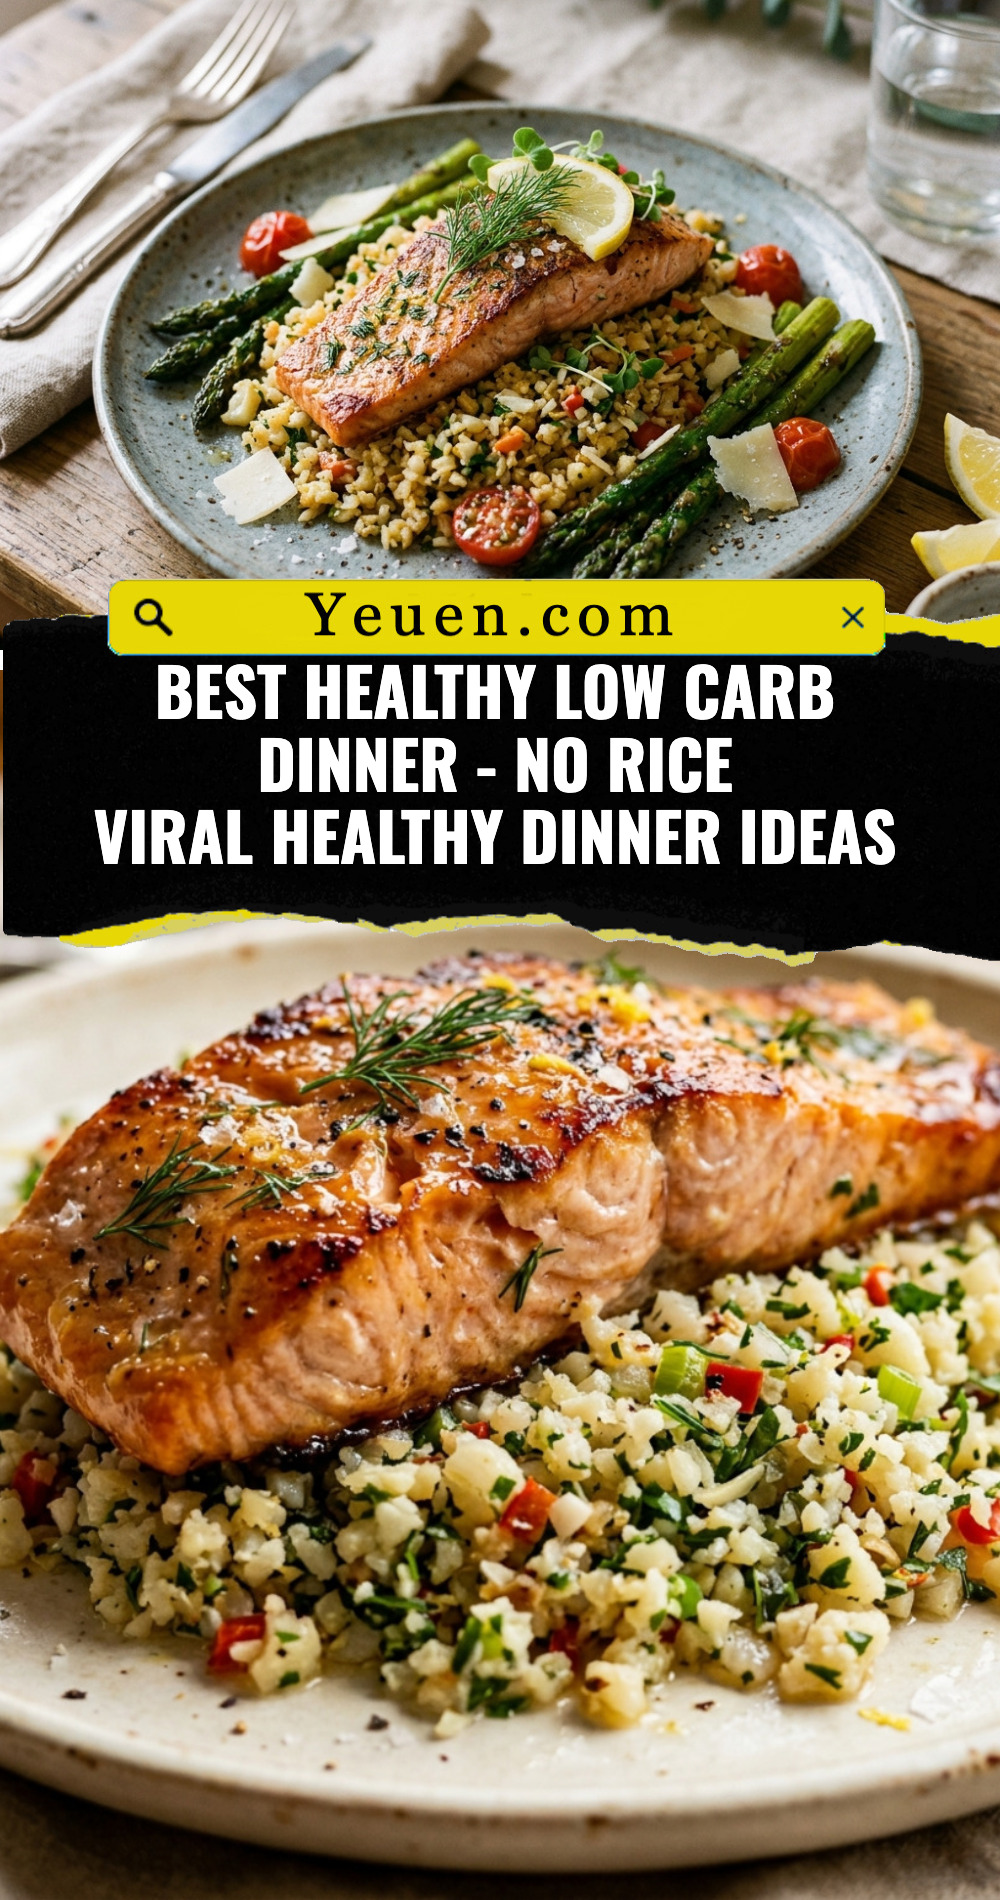 Yeuen.com
BEST HEALTHY LOW CARB
DINNER - NO RICE
VIRAL HEALTHY DINNER IDEAS